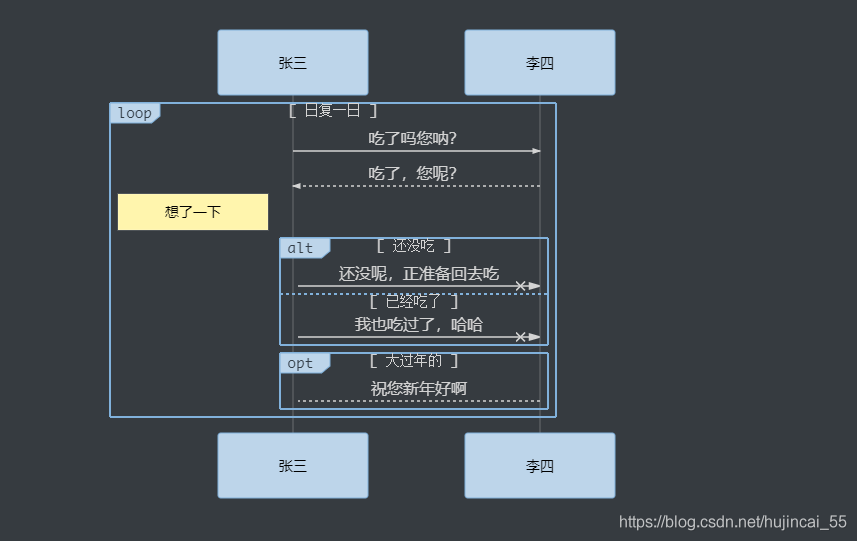 张三 李四
loop [ 日复一日 ]
吃了吗您呐?
吃了，您呢?
想了一下
alt [ 还没吃 ]
还没呢，正准备回去吃
[ 已经吃了 ]
我也吃过了，哈哈
opt [ 大过年的 ]
祝您新年好啊
张三 李四
https://blog.csdn.net/hujincai_55